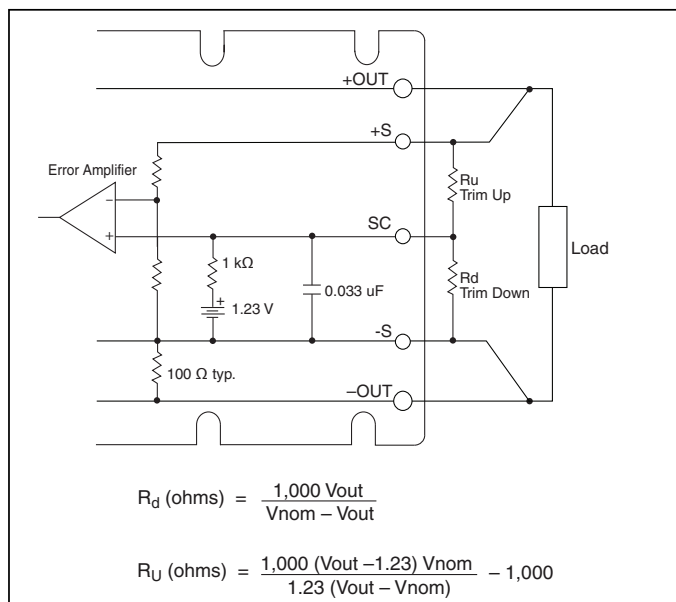 +OUT
+S
Error Amplifier
Ru
Trim Up
–
+
SC
1 kΩ
+
1.23 V
0.033 uF
Rd
Trim Down
Load
-S
100 Ω typ.
–OUT
Rd (ohms) = 1,000 Vout / Vnom – Vout
RU (ohms) = 1,000 (Vout –1.23) Vnom / 1.23 (Vout – Vnom) – 1,000